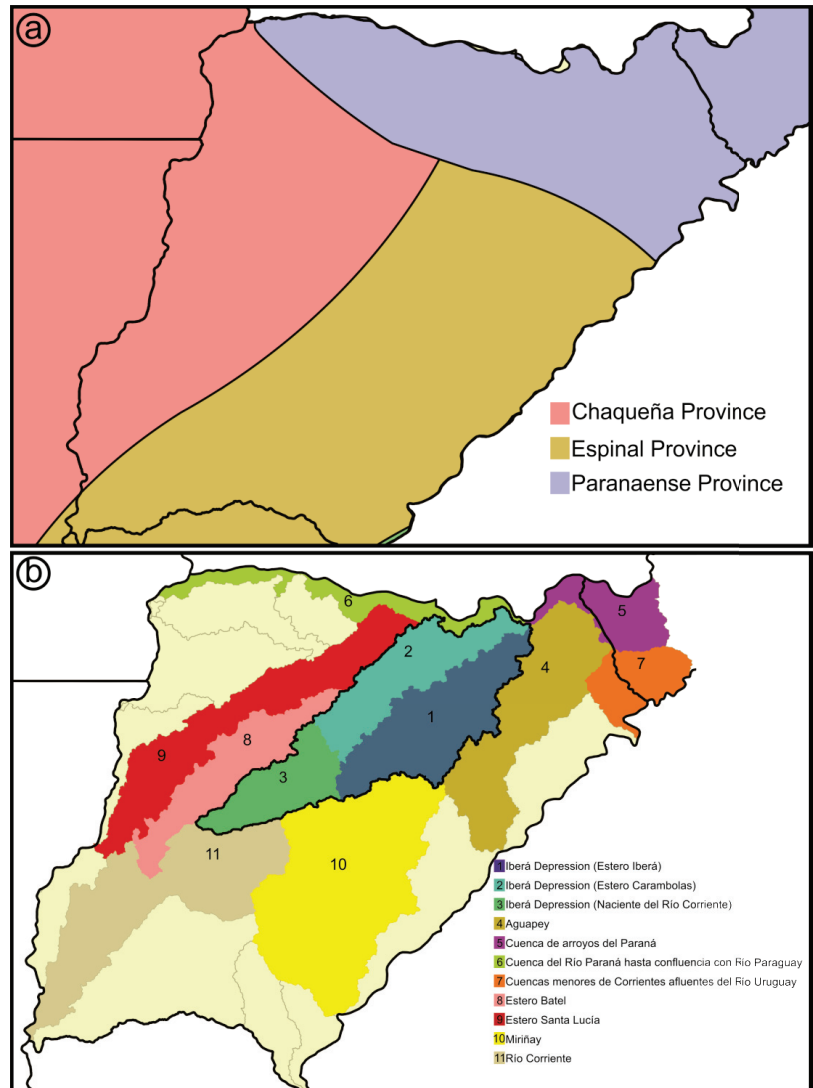 a
Chaqueña Province
Espinal Province
Paranaense Province
b
6
5
2
4
7
1
8
9
3
11
10
1 Iberá Depression (Estero Iberá)
2 Iberá Depression (Estero Carambolas)
3 Iberá Depression (Naciente del Río Corriente)
4 Aguapey
5 Cuenca de arroyos del Paraná
6 Cuenca del Río Paraná hasta confluencia con Río Paraguay
7 Cuencas menores de Corrientes afluentes del Río Uruguay
8 Estero Batel
9 Estero Santa Lucía
10 Miriñay
11 Río Corriente